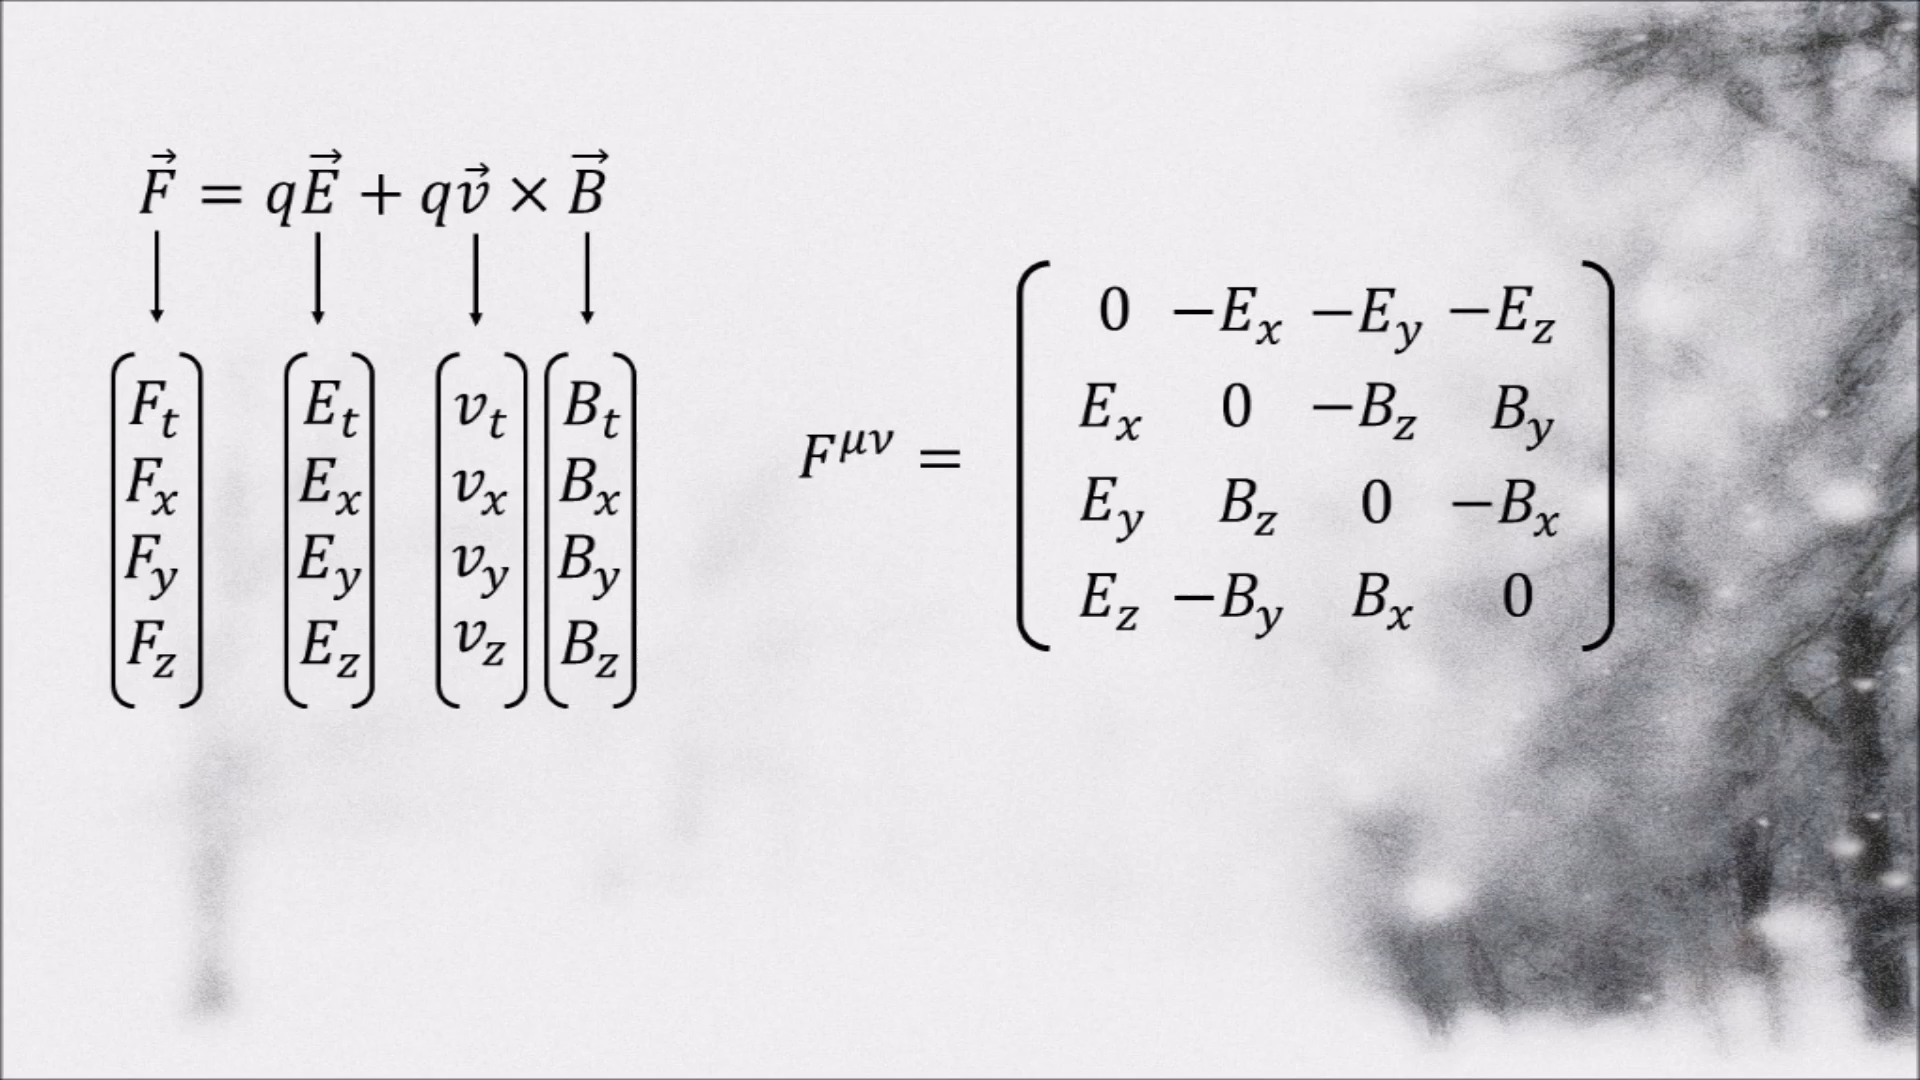 F⃗ = qE⃗ + qv⃗ × B⃗
F_t E_t v_t B_t
F_x E_x v_x B_x
F_y E_y v_y B_y
F_z E_z v_z B_z
F^{μν} =
0 −E_x −E_y −E_z
E_x 0 −B_z B_y
E_y B_z 0 −B_x
E_z −B_y B_x 0